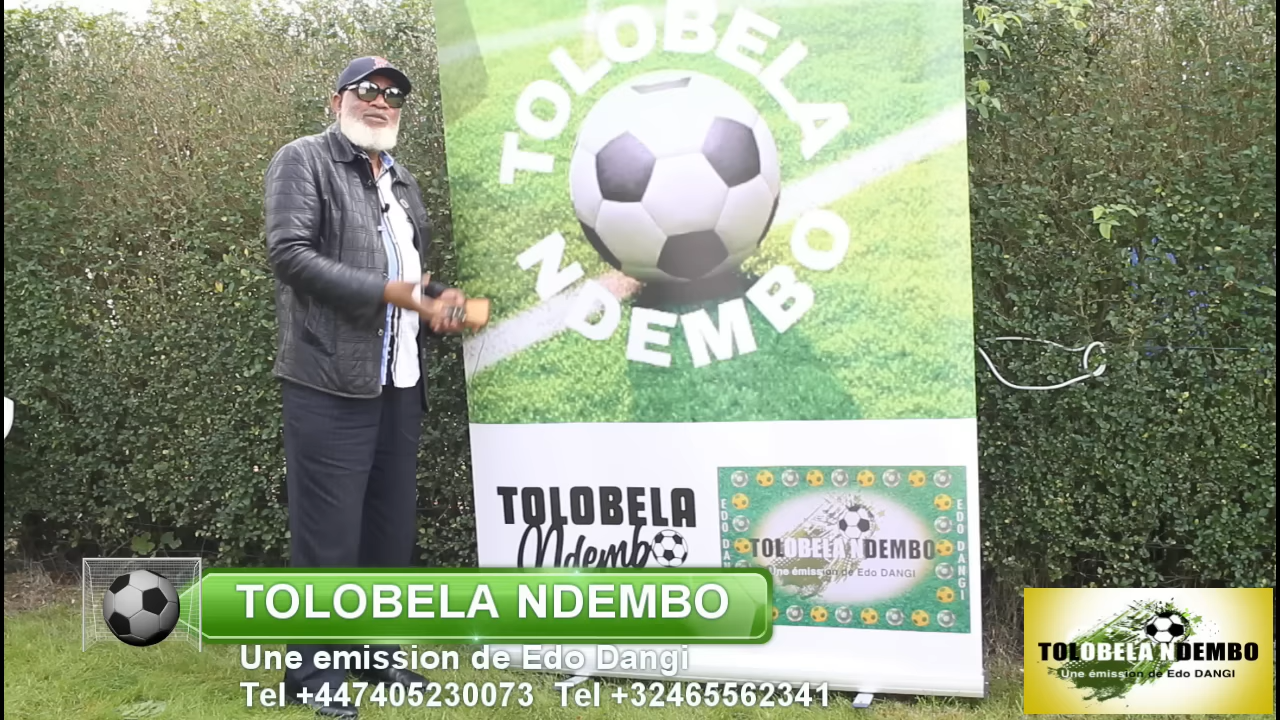 TOLOBELA
NDEMBO
TOLOBELA
Ndembo
EDO DANGI
TOLOBELA NDEMBO
Une émission de Edo DANGI
EDO DANGI
TOLOBELA NDEMBO
Une emission de Edo Dangi
Tel +447405230073 Tel +32465562341
TOLOBELA NDEMBO
Une émission de Edo DANGI